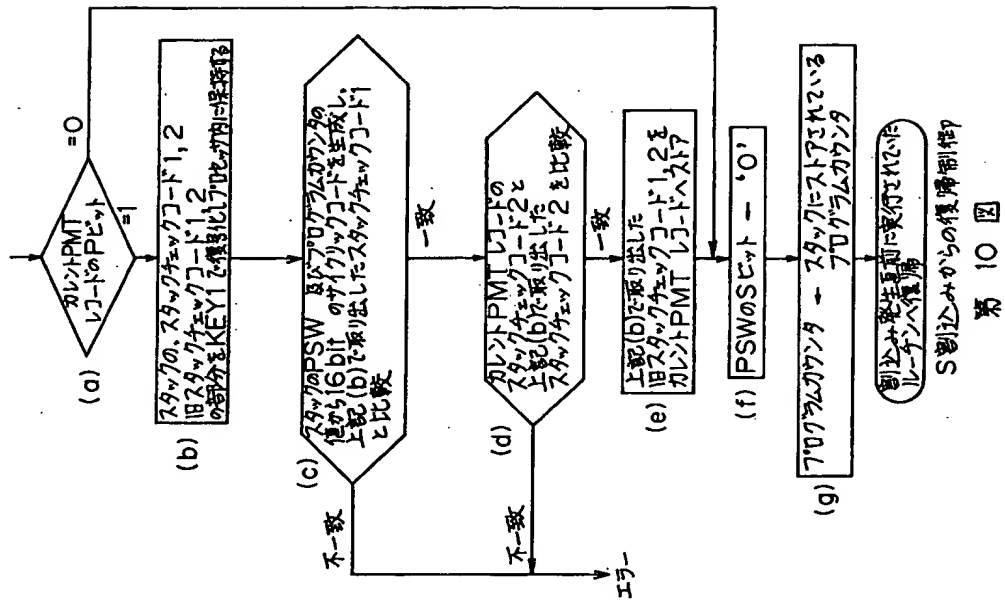 カレントPMT
レコードのPビット
=0
=1
(a)
スタックの、スタックチェックコード1, 2
旧スタックチェックコード1, 2
の部分をKEY1で復号化しプロセッサ内に保持する
(b)
スタックのPSW 及びプログラムカウンタの
値から16bit のサイクリックコードを生成し、
上記(b)で取り出したスタックチェックコード1
と比較
(c)
不一致
一致
カレントPMTレコードの
スタックチェックコード2と
上記(b)で取り出した
スタックチェックコード2 を比較
(d)
不一致
一致
エラー
上記(b)で取り出した
旧スタックチェックコード1, 2を
カレントPMT レコードへストア
(e)
PSWのSビット ← '0'
(f)
プログラムカウンタ ← スタックにストアされている
プログラムカウンタ
(g)
割込み発生直前に実行されていた
ルーチンへ復帰
S割込みからの復帰制御
第 10 図